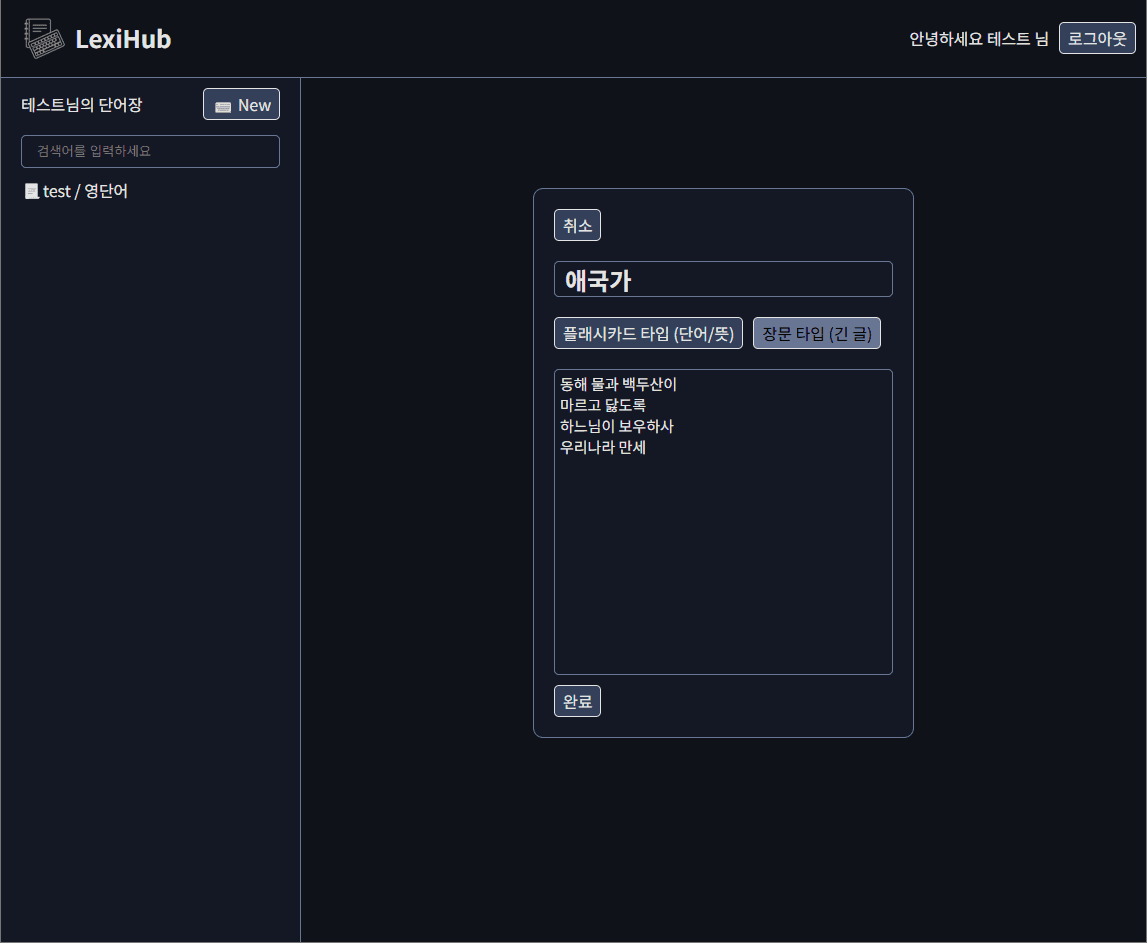 LexiHub
안녕하세요 테스트 님
로그아웃
테스트님의 단어장
New
검색어를 입력하세요
test / 영단어
취소
애국가
플래시카드 타입 (단어/뜻)
장문 타입 (긴 글)
동해 물과 백두산이
마르고 닳도록
하느님이 보우하사
우리나라 만세
완료